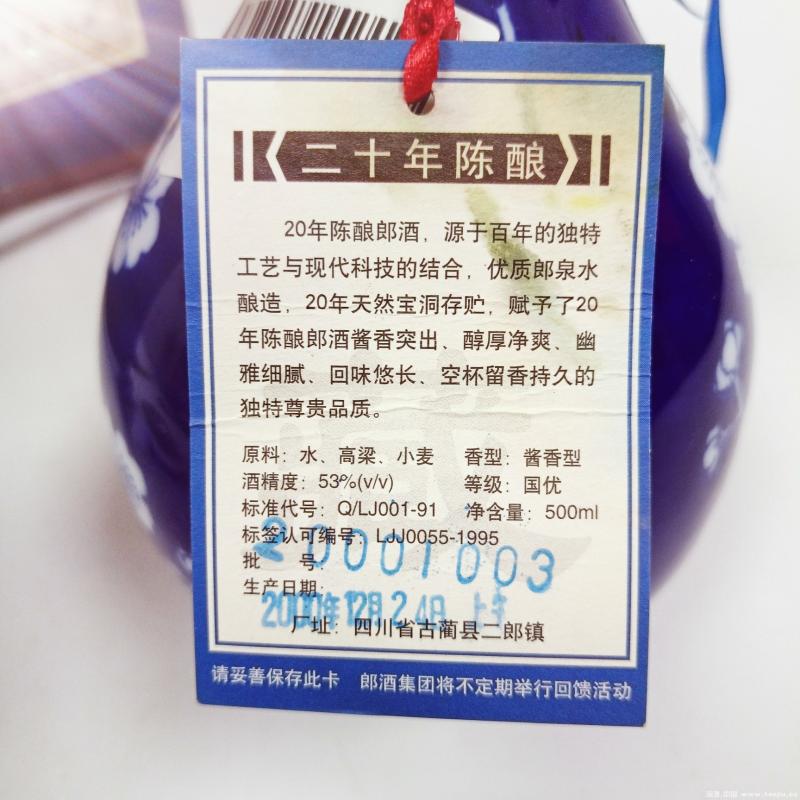 二十年陈酿
20年陈酿郎酒，源于百年的独特
工艺与现代科技的结合，优质郎泉水
酿造，20年天然宝洞存贮，赋予了20
年陈酿郎酒酱香突出、醇厚净爽、幽
雅细腻、回味悠长、空杯留香持久的
独特尊贵品质。
原料：水、高粱、小麦 香型：酱香型
酒精度：53%(v/v) 等级：国优
标准代号：Q/LJ001-91 净含量：500ml
标签认可编号：LJJ0055-1995
批 号：
20001003
生产日期：
2000年12月24日
厂址：四川省古蔺县二郎镇
请妥善保存此卡 郎酒集团将不定期举行回馈活动